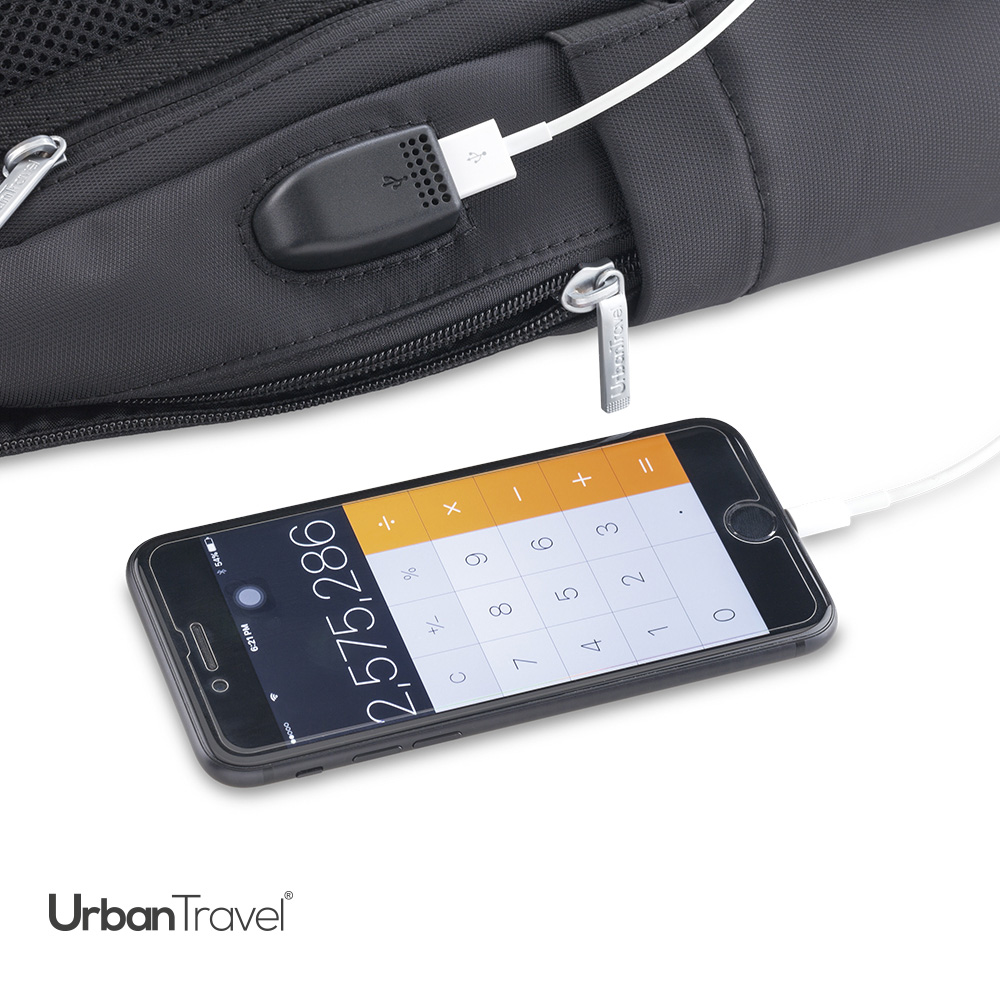 UrbanTravel
54%
6:21 PM
2,575,286
C +/- % ÷
7 8 9 ×
4 5 6 −
1 2 3 +
0 . =
UrbanTravel®